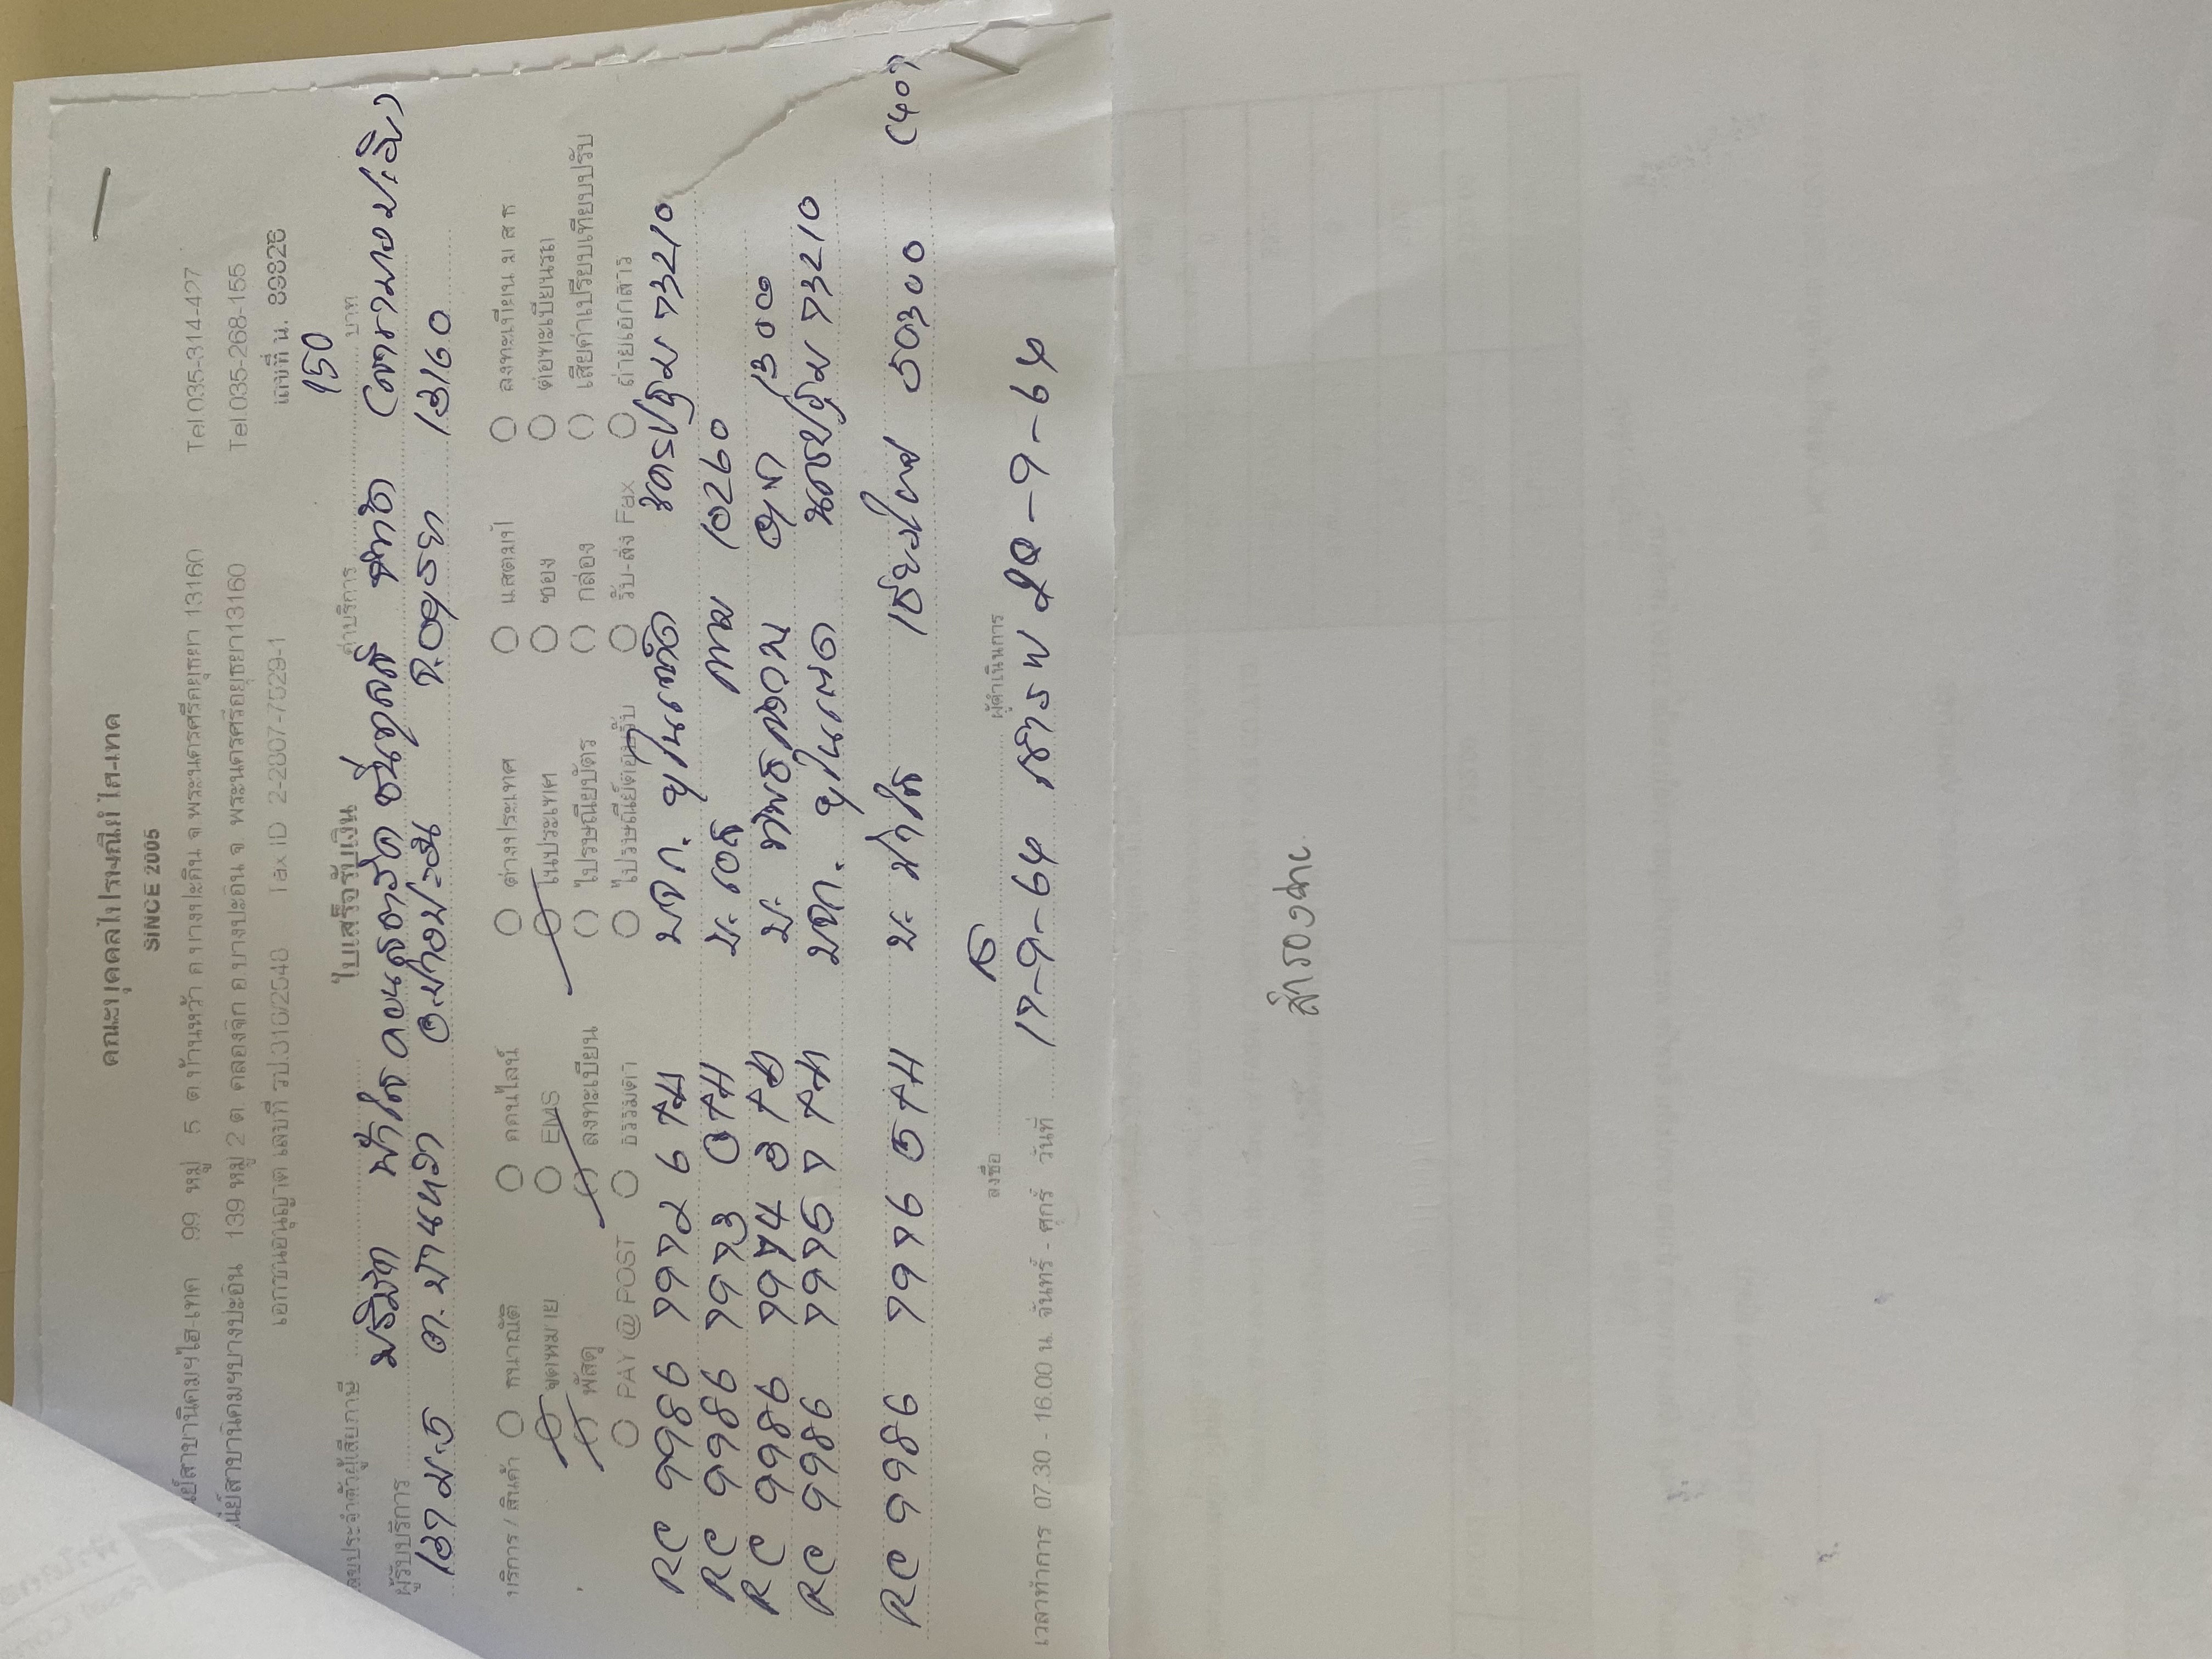 คณะบุคคลไปรษณีย์ ไฮ-เทค
SINCE 2005
นีย์สาขานิคมฯไฮ-เทค 99 หมู่ 5 ต.บ้านหว้า อ.บางปะอิน จ.พระนครศรีอยุธยา 13160 Tel.035-314-427
ณีย์สาขานิคมฯบางปะอิน 139 หมู่ 2 ต. คลองจิก อ.บางปะอิน จ. พระนครศรีอยุธยา13160 Tel.035-268-155
เอกชนอนุญาต เลขที่ รป.316/2548 Tax ID 2-2807-7529-1 เลขที่ น. 89826
ลขประจำตัวผู้เสียภาษี ใบเสร็จรับเงิน ค่าบริการ 150 บาท
ผู้รับบริการ บริษัท ฟ้าใส คอนสตรัคชั่นทูลส์ จำกัด (สาขาบางปะอิน)
137 ม.5 ต.บ้านหว้า อ.บางปะอิน จ.อยุธยา 13160
บริการ / สินค้า ธนาณัติ ออนไลน์ ต่างประเทศ แสตมป์ ลงทะเบียน ม ส ธ
จดหมาย EMS ในประเทศ ซอง ต่อทะเบียนรถ
พัสดุ ลงทะเบียน ไปรษณียบัตร กล่อง เสียค่าเปรียบเทียบปรับ
PAY @ POST ธรรมดา ไปรษณีย์ตอบรับ รับ-ส่ง Fax ถ่ายเอกสาร
RC 9986 7972 6 TH บจก. ยูไนเต็ด นครปฐม 73210
RC 9986 7973 0 TH บ. เอส กทม 10260
RC 9986 7974 3 TH บ. อยุธยา 1300
RC 9986 7975 7 TH บจก. ยูไนเต็ด นครปฐม 73210
RC 9986 7976 5 TH บ. ฟ้าใส เชียงใหม่ 50300 (40)
ลงชื่อ ผู้ดำเนินการ
เวลาทำการ 07.30 - 16.00 น. จันทร์ - ศุกร์ วันที่ 17-9-64 20-9-64
สำรองจ่าย